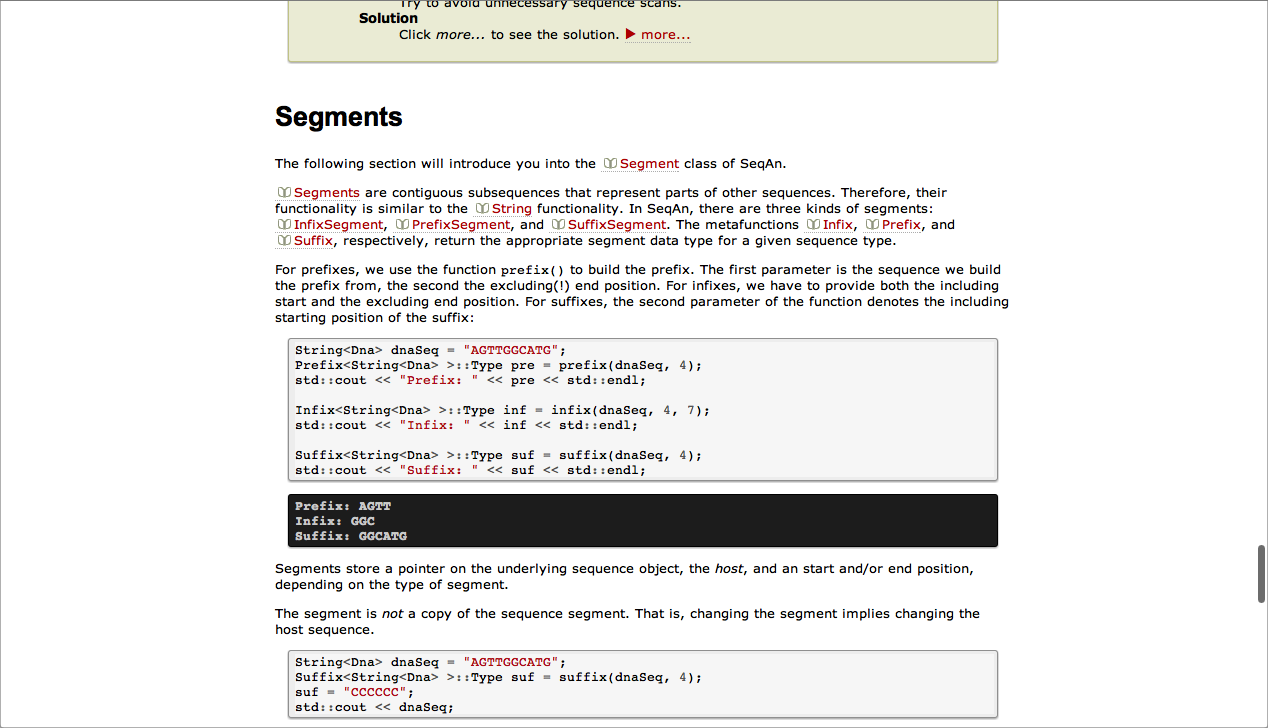 Try to avoid unnecessary sequence scans.
Solution
Click more... to see the solution. ▶ more...
Segments
The following section will introduce you into the Segment class of SeqAn.
Segments are contiguous subsequences that represent parts of other sequences. Therefore, their
functionality is similar to the String functionality. In SeqAn, there are three kinds of segments:
InfixSegment, PrefixSegment, and SuffixSegment. The metafunctions Infix, Prefix, and
Suffix, respectively, return the appropriate segment data type for a given sequence type.
For prefixes, we use the function prefix() to build the prefix. The first parameter is the sequence we build
the prefix from, the second the excluding(!) end position. For infixes, we have to provide both the including
start and the excluding end position. For suffixes, the second parameter of the function denotes the including
starting position of the suffix:
String<Dna> dnaSeq = "AGTTGGCATG";
Prefix<String<Dna> >::Type pre = prefix(dnaSeq, 4);
std::cout << "Prefix: " << pre << std::endl;
Infix<String<Dna> >::Type inf = infix(dnaSeq, 4, 7);
std::cout << "Infix: " << inf << std::endl;
Suffix<String<Dna> >::Type suf = suffix(dnaSeq, 4);
std::cout << "Suffix: " << suf << std::endl;
Prefix: AGTT
Infix: GGC
Suffix: GGCATG
Segments store a pointer on the underlying sequence object, the host, and an start and/or end position,
depending on the type of segment.
The segment is not a copy of the sequence segment. That is, changing the segment implies changing the
host sequence.
String<Dna> dnaSeq = "AGTTGGCATG";
Suffix<String<Dna> >::Type suf = suffix(dnaSeq, 4);
suf = "CCCCCC";
std::cout << dnaSeq;